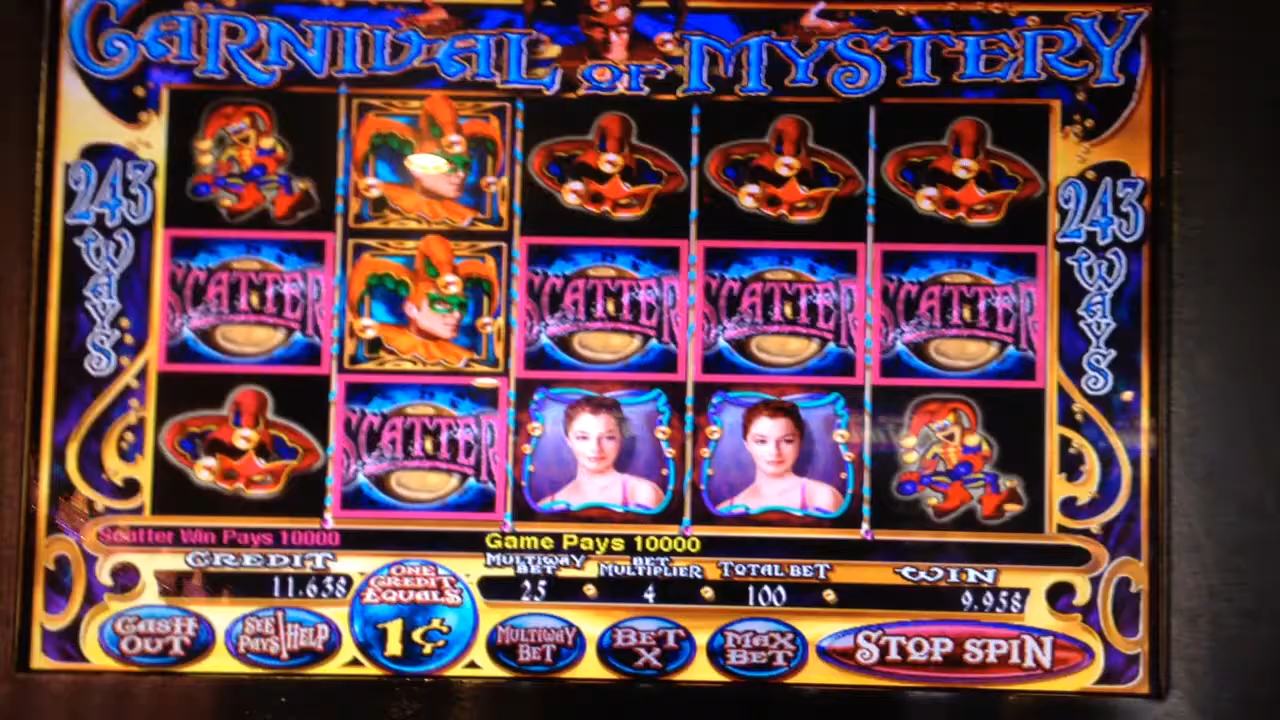 CARNIVAL OF MYSTERY
243 WAYS
243 WAYS
SCATTER
SCATTER
SCATTER
SCATTER
SCATTER
Scatter Win Pays 10000
Game Pays 10000
CREDIT
11.638
ONE CREDIT EQUALS
1¢
MULTIWAY BET
25
BET MULTIPLIER
4
TOTAL BET
100
WIN
9.958
CASH OUT
SEE PAYS/HELP
MULTIWAY BET
BET X
MAX BET
STOP SPIN